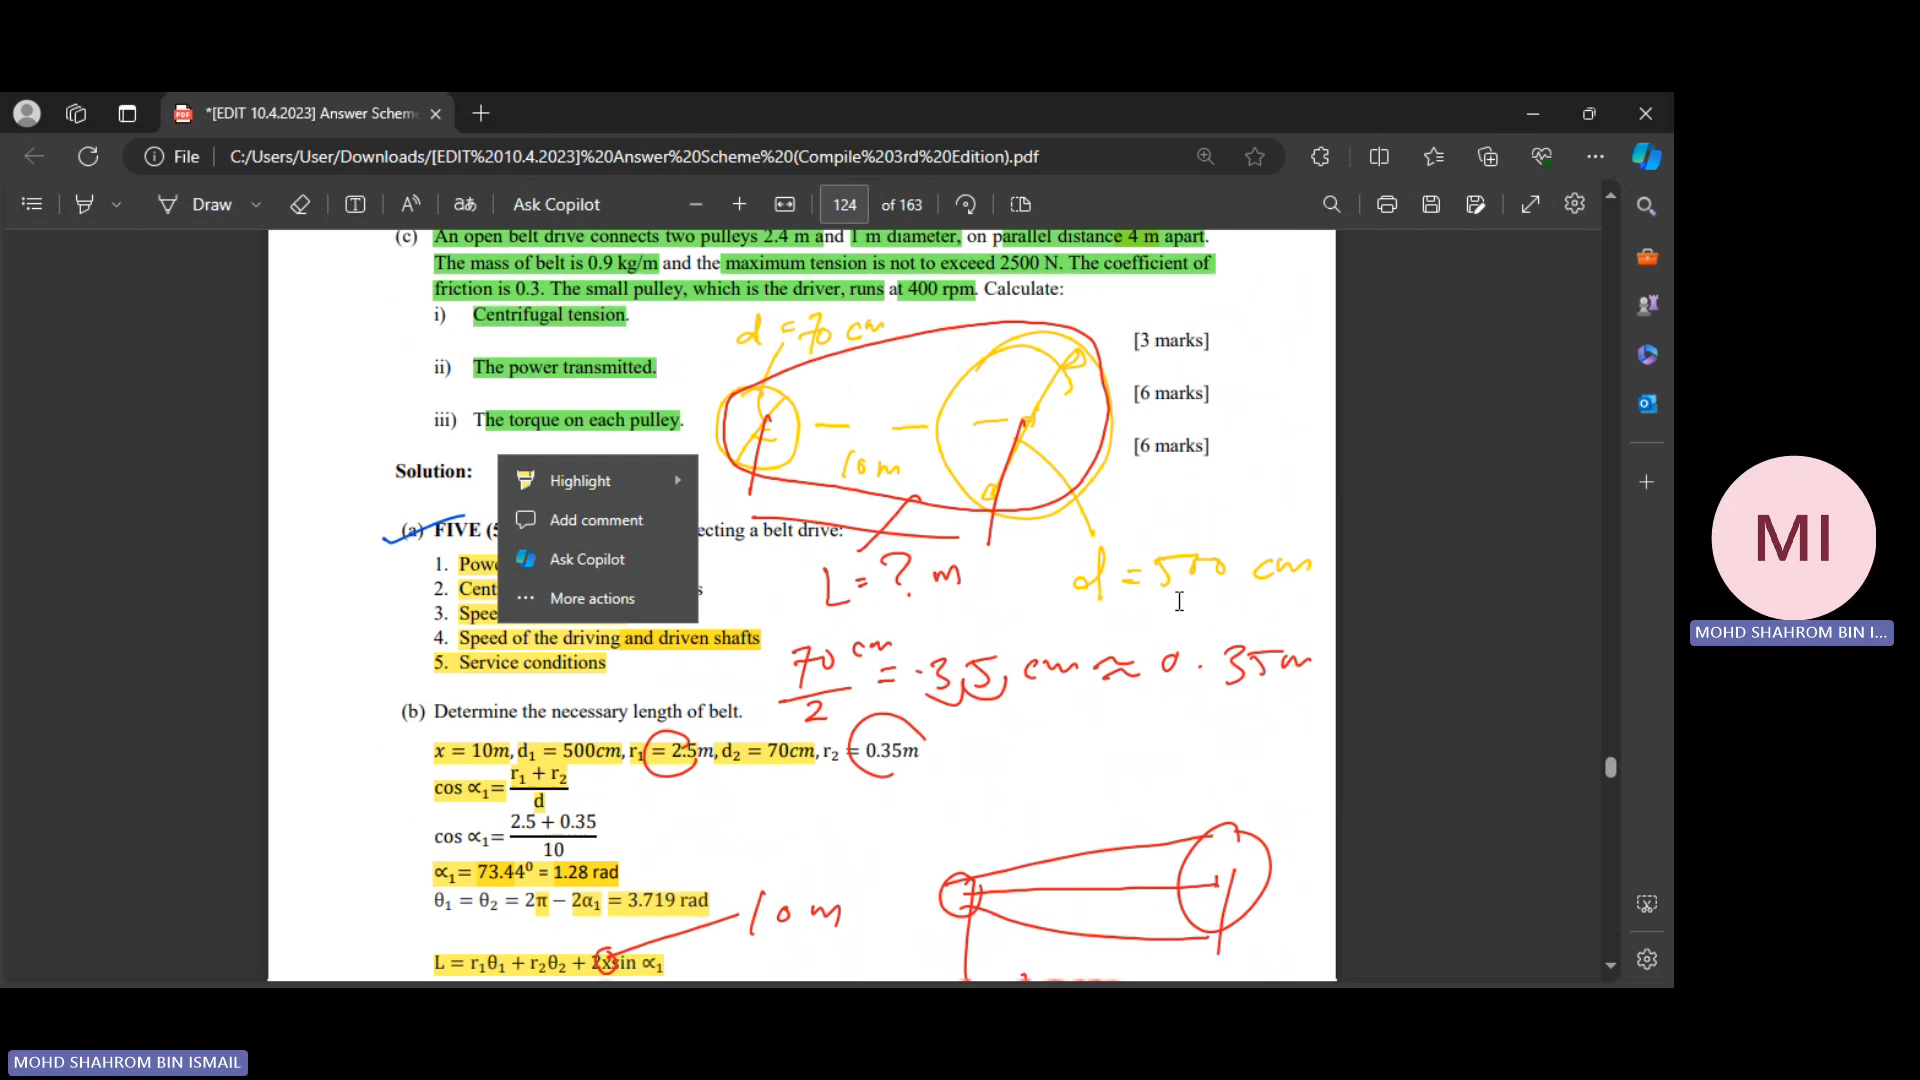 *[EDIT 10.4.2023] Answer Scheme
File
C:/Users/User/Downloads/[EDIT%2010.4.2023]%20Answer%20Scheme%20(Compile%203rd%20Edition).pdf
Draw
Ask Copilot
124 of 163
(c) An open belt drive connects two pulleys 2.4 m and 1 m diameter, on parallel distance 4 m apart.
The mass of belt is 0.9 kg/m and the maximum tension is not to exceed 2500 N. The coefficient of
friction is 0.3. The small pulley, which is the driver, runs at 400 rpm. Calculate:
i) Centrifugal tension.
d = 70 cm
[3 marks]
ii) The power transmitted.
[6 marks]
iii) The torque on each pulley.
[6 marks]
10 m
Solution:
Highlight
Add comment
Ask Copilot
More actions
(a) FIVE (5 ecting a belt drive:
1. Powe
2. Cent s
3. Spee
4. Speed of the driving and driven shafts
5. Service conditions
L = ? m
d = 500 cm
70 cm / 2 = 35 cm ≈ 0.35m
(b) Determine the necessary length of belt.
x = 10m, d₁ = 500cm, r₁ = 2.5m, d₂ = 70cm, r₂ = 0.35m
cos ∝₁= r₁ + r₂ / d
cos ∝₁= 2.5 + 0.35 / 10
∝₁= 73.44⁰ = 1.28 rad
θ₁ = θ₂ = 2π − 2α₁ = 3.719 rad
10 m
L = r₁θ₁ + r₂θ₂ + 2xsin ∝₁
MI
MOHD SHAHROM BIN I...
MOHD SHAHROM BIN ISMAIL